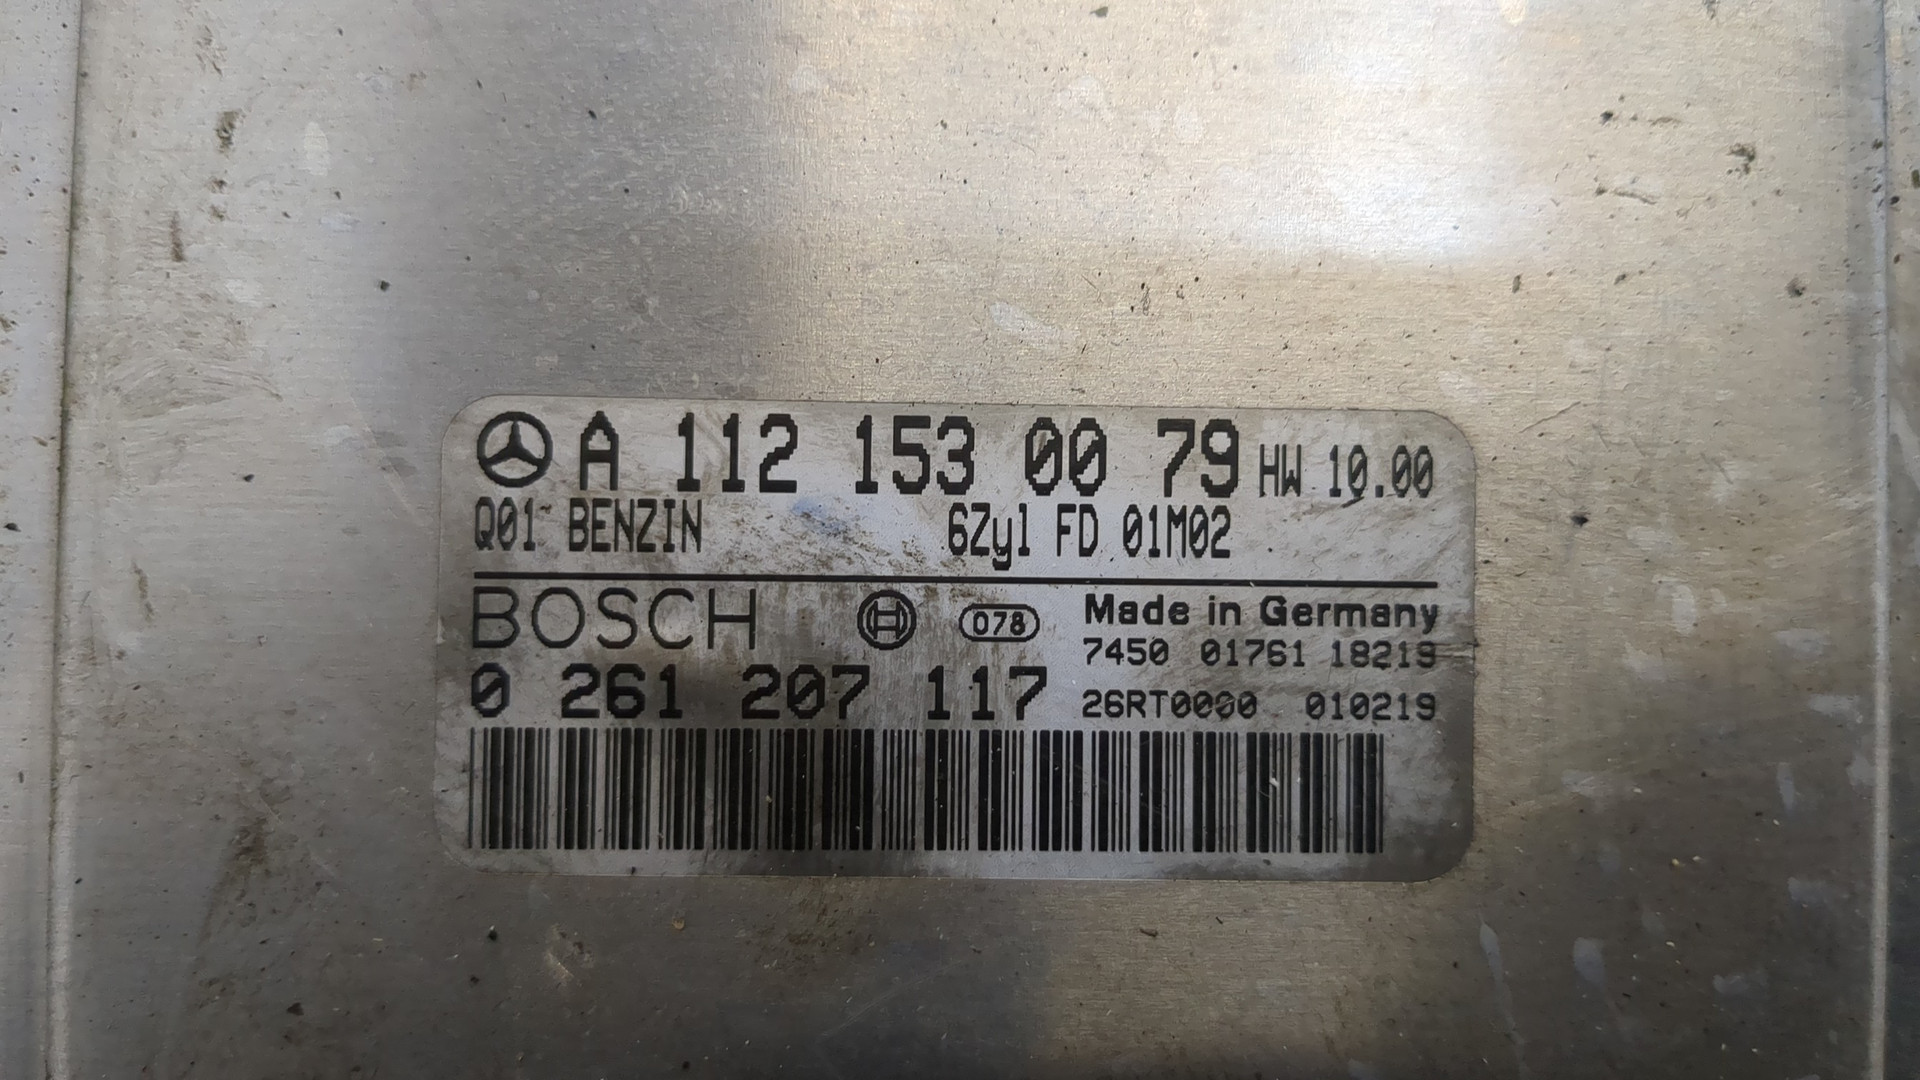 A 112 153 00 79 HW 10.00
Q01 BENZIN 6Zyl FD 01M02
BOSCH 078 Made in Germany
7450 01761 18219
0 261 207 117 26RT0000 010219